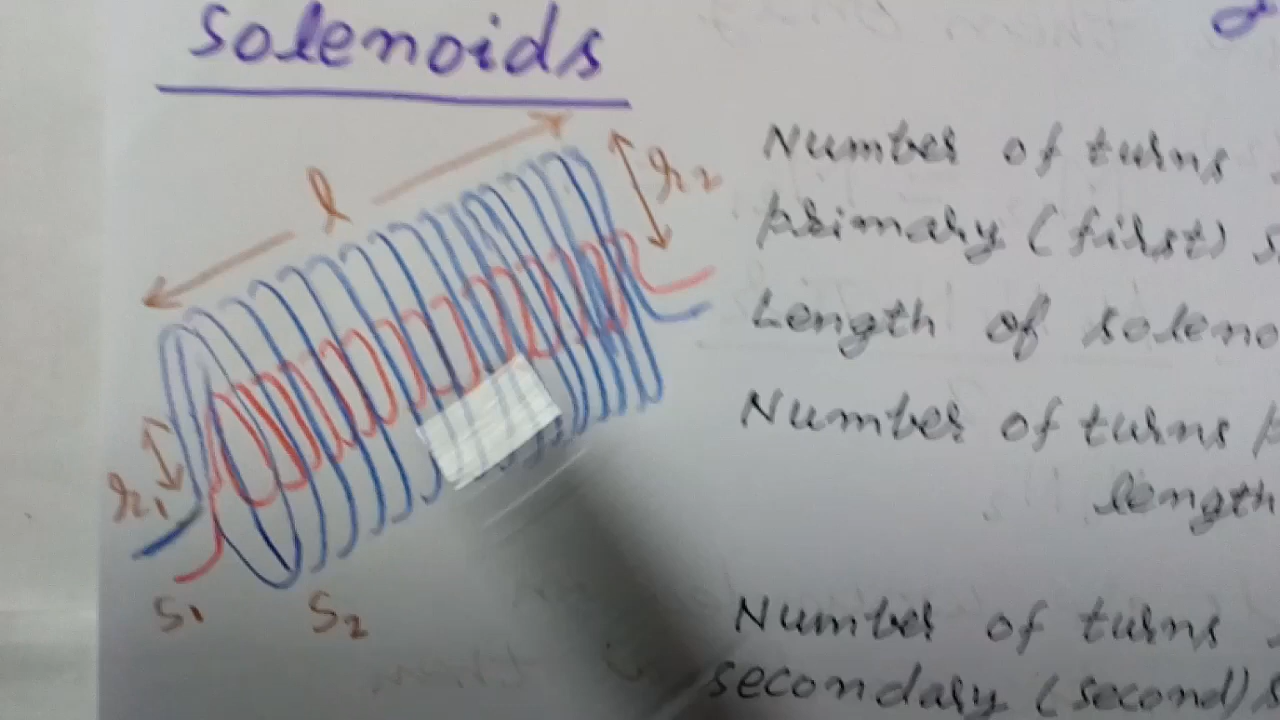 Solenoids
l
r2
r1
S1
S2
Number of turns
primary (first)
Length of soleno
Number of turns
length
Number of turns
secondary (second)